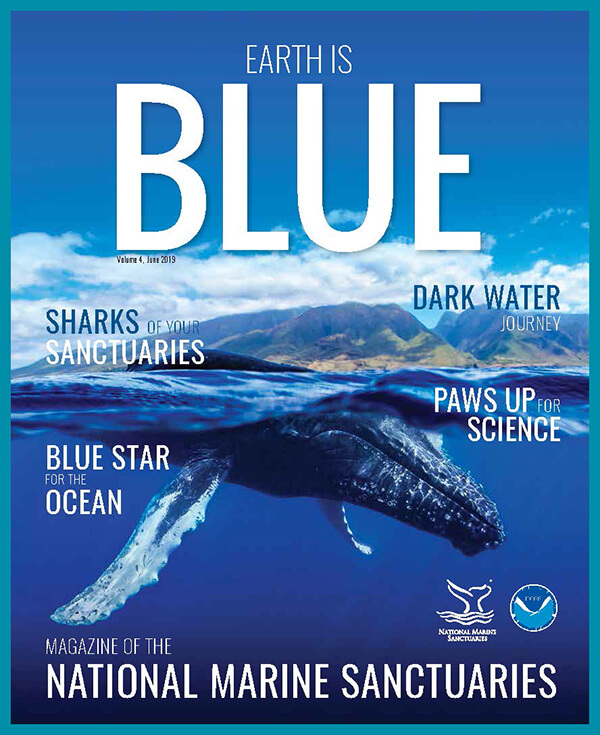 EARTH IS
BLUE
Volume 4, June 2019
DARK WATER
JOURNEY
SHARKS OF YOUR
SANCTUARIES
PAWS UP FOR
SCIENCE
BLUE STAR
FOR THE
OCEAN
NATIONAL MARINE
SANCTUARIES
NOAA
MAGAZINE OF THE
NATIONAL MARINE SANCTUARIES